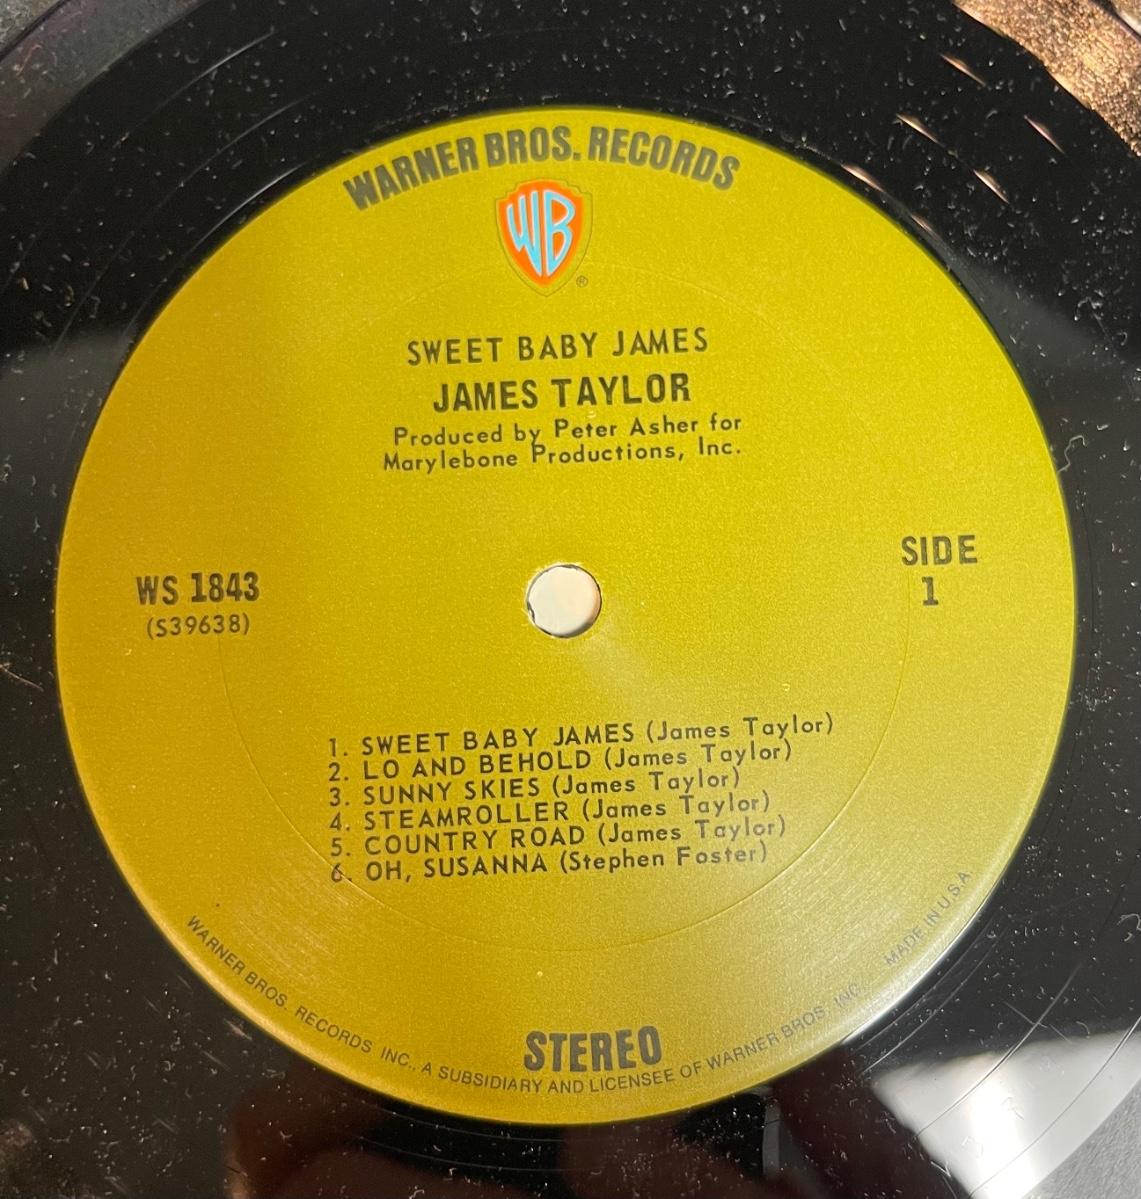 WARNER BROS. RECORDS
WB
®
SWEET BABY JAMES
JAMES TAYLOR
Produced by Peter Asher for
Marylebone Productions, Inc.
SIDE
1
WS 1843
(S39638)
1. SWEET BABY JAMES (James Taylor)
2. LO AND BEHOLD (James Taylor)
3. SUNNY SKIES (James Taylor)
4. STEAMROLLER (James Taylor)
5. COUNTRY ROAD (James Taylor)
6. OH, SUSANNA (Stephen Foster)
STEREO
WARNER BROS. RECORDS INC., A SUBSIDIARY AND LICENSEE OF WARNER BROS. INC. MADE IN U.S.A.